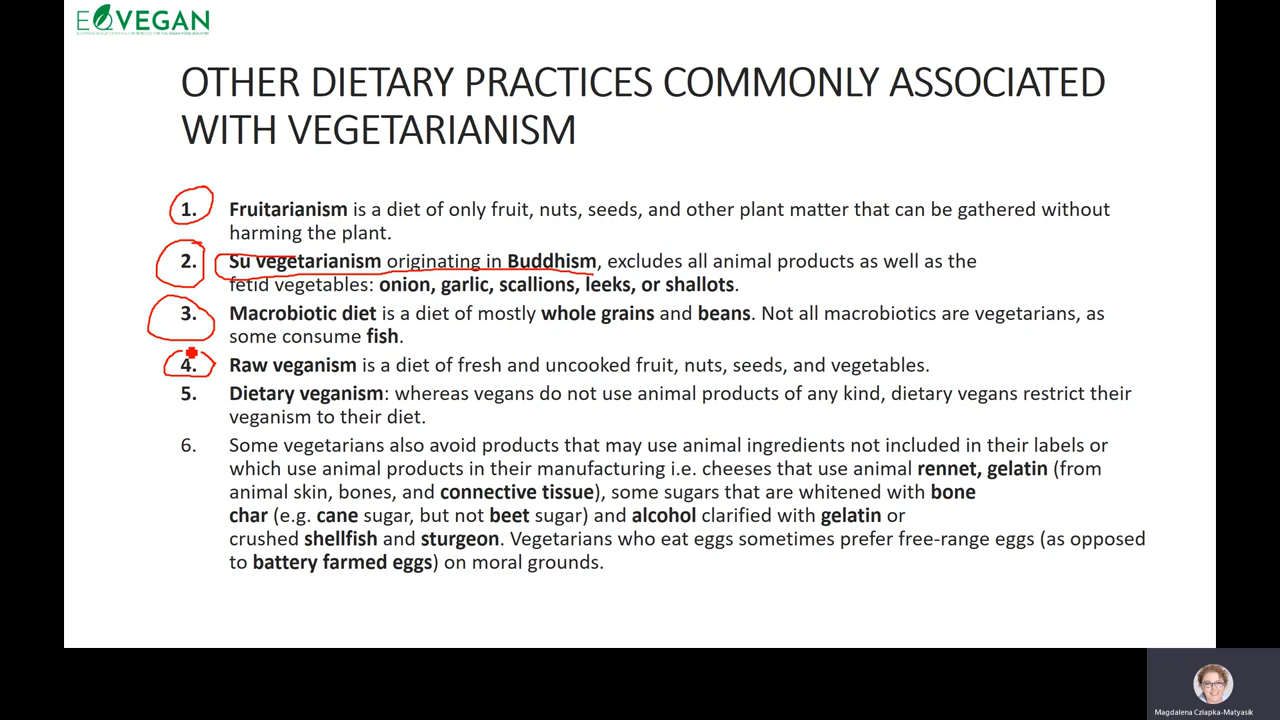 EQVEGAN
OTHER DIETARY PRACTICES COMMONLY ASSOCIATED
WITH VEGETARIANISM
1. Fruitarianism is a diet of only fruit, nuts, seeds, and other plant matter that can be gathered without
harming the plant.
2. Su vegetarianism originating in Buddhism, excludes all animal products as well as the
fetid vegetables: onion, garlic, scallions, leeks, or shallots.
3. Macrobiotic diet is a diet of mostly whole grains and beans. Not all macrobiotics are vegetarians, as
some consume fish.
4. Raw veganism is a diet of fresh and uncooked fruit, nuts, seeds, and vegetables.
5. Dietary veganism: whereas vegans do not use animal products of any kind, dietary vegans restrict their
veganism to their diet.
6. Some vegetarians also avoid products that may use animal ingredients not included in their labels or
which use animal products in their manufacturing i.e. cheeses that use animal rennet, gelatin (from
animal skin, bones, and connective tissue), some sugars that are whitened with bone
char (e.g. cane sugar, but not beet sugar) and alcohol clarified with gelatin or
crushed shellfish and sturgeon. Vegetarians who eat eggs sometimes prefer free-range eggs (as opposed
to battery farmed eggs) on moral grounds.
Magdalena Człapka-Matyasik